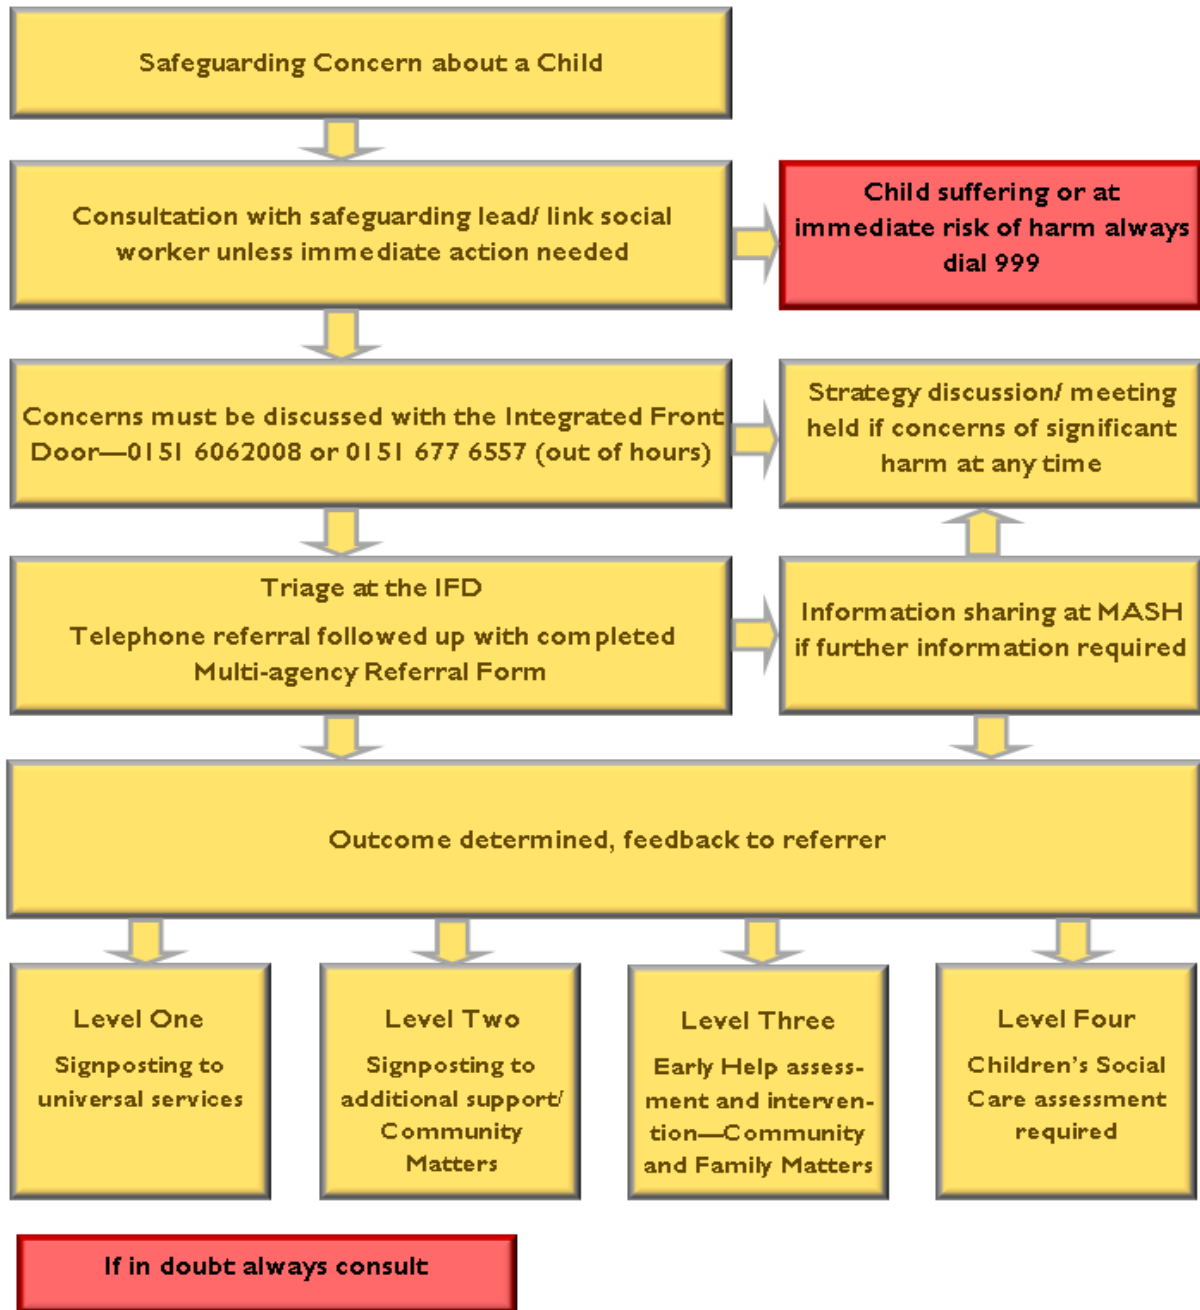 Safeguarding Concern about a Child
Consultation with safeguarding lead/ link social
worker unless immediate action needed
Child suffering or at
immediate risk of harm always
dial 999
Concerns must be discussed with the Integrated Front
Door—0151 6062008 or 0151 677 6557 (out of hours)
Strategy discussion/ meeting
held if concerns of significant
harm at any time
Triage at the IFD
Telephone referral followed up with completed
Multi-agency Referral Form
Information sharing at MASH
if further information required
Outcome determined, feedback to referrer
Level One
Signposting to
universal services
Level Two
Signposting to
additional support/
Community
Matters
Level Three
Early Help assess-
ment and interven-
tion—Community
and Family Matters
Level Four
Children’s Social
Care assessment
required
If in doubt always consult